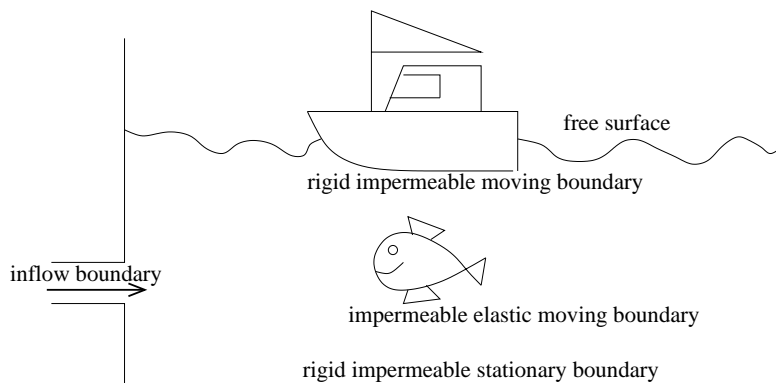 free surface
rigid impermeable moving boundary
inflow boundary
impermeable elastic moving boundary
rigid impermeable stationary boundary